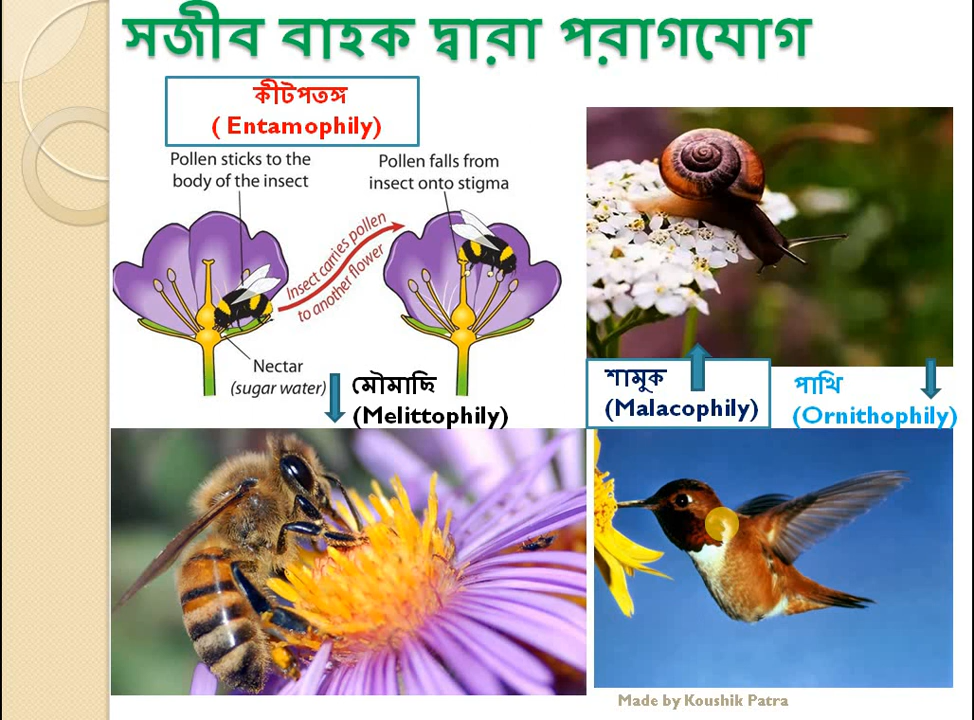 সজীব বাহক দ্বারা পরাগযোগ
কীটপতঙ্গ
( Entamophily)
Pollen sticks to the
body of the insect
Pollen falls from
insect onto stigma
Insect carries pollen
to another flower
Nectar
(sugar water)
মৌমাছি
(Melittophily)
শামুক
(Malacophily)
পাখি
(Ornithophily)
Made by Koushik Patra